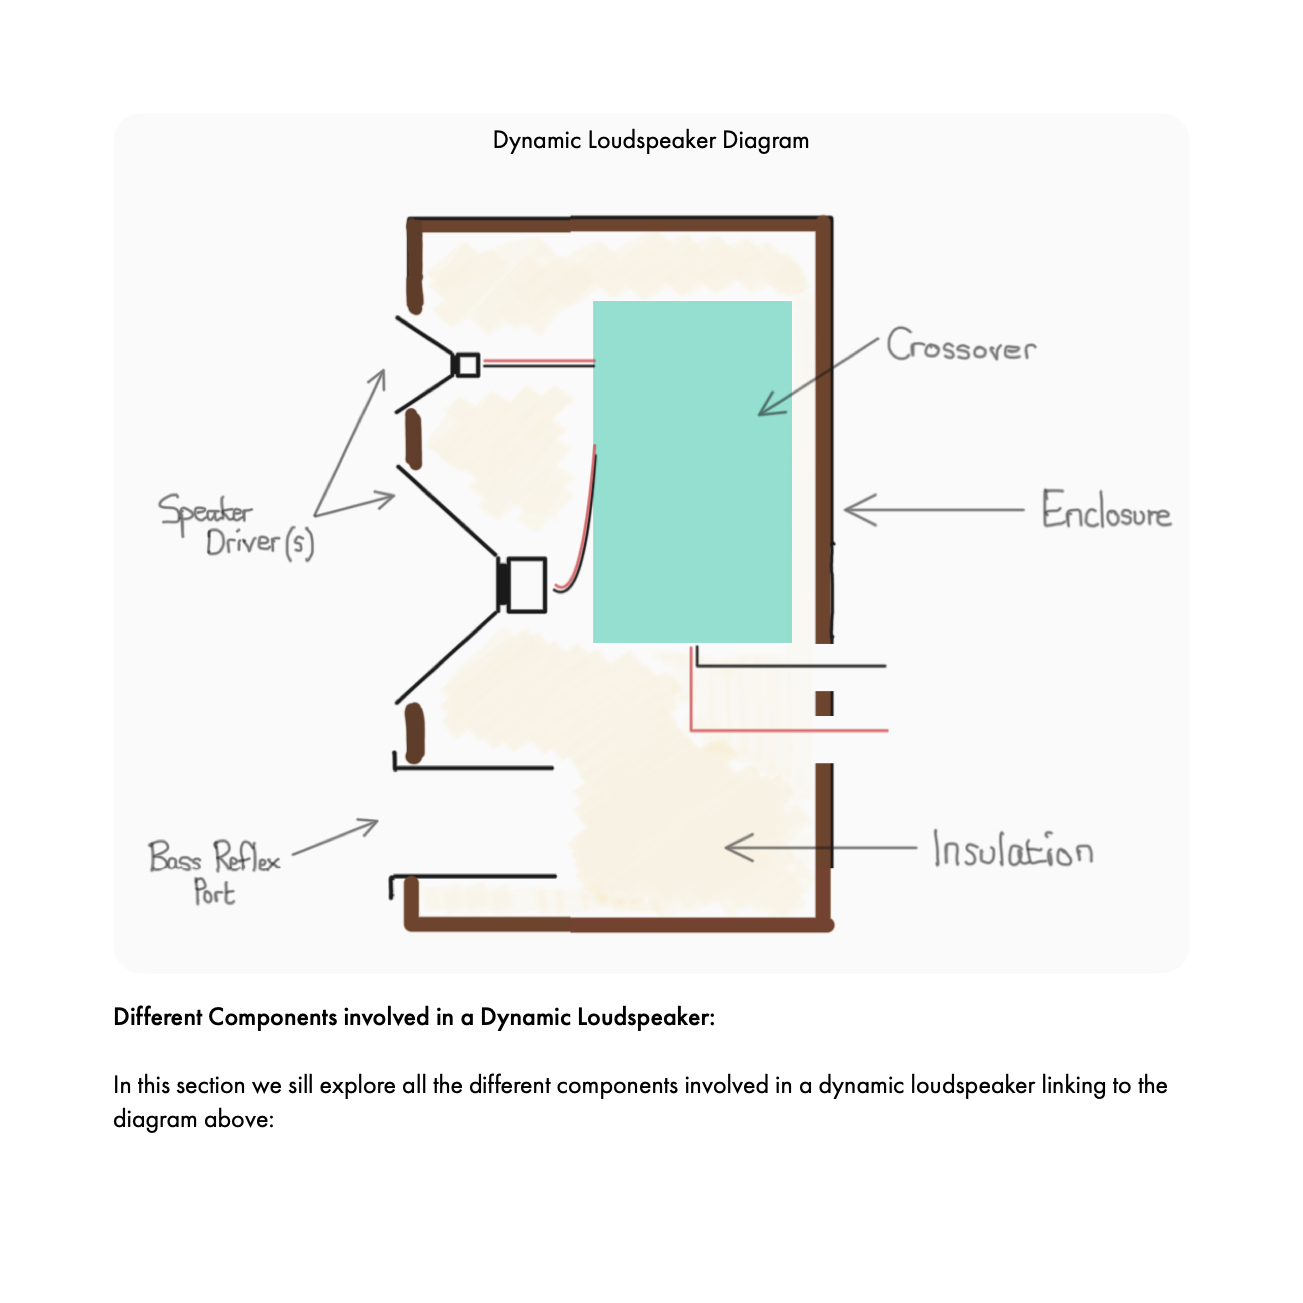 Dynamic Loudspeaker Diagram
Crossover
Speaker
Driver(s)
Enclosure
Bass Reflex
Port
Insulation
Different Components involved in a Dynamic Loudspeaker:
In this section we sill explore all the different components involved in a dynamic loudspeaker linking to the
diagram above: